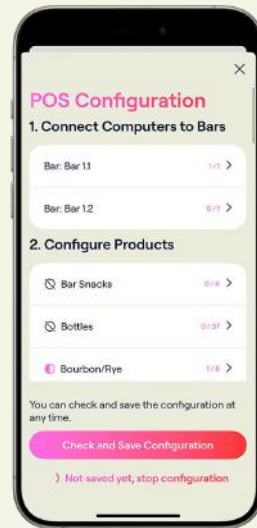 POS Configuration
1. Connect Computers to Bars
Bar: Bar 1.1
1/1
Bar: Bar 1.2
0/1
2. Configure Products
Bar Snacks
0/8
Bottles
0/37
Bourbon/Rye
1/8
You can check and save the configuration at
any time.
Check and Save Configuration
Not saved yet, stop configuration